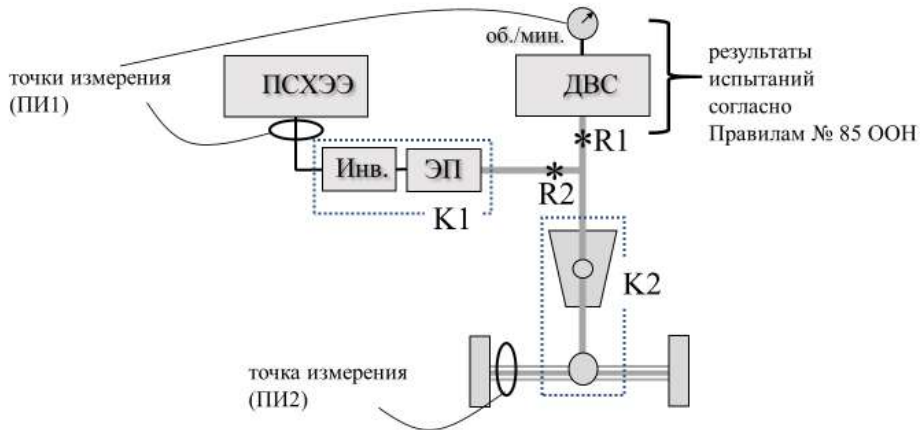 об./мин.
точки измерения
(ПИ1)
ПСХЭЭ
ДВС
результаты
испытаний
согласно
Правилам № 85 ООН
*R1
Инв.
ЭП
*
R2
K1
K2
точка измерения
(ПИ2)